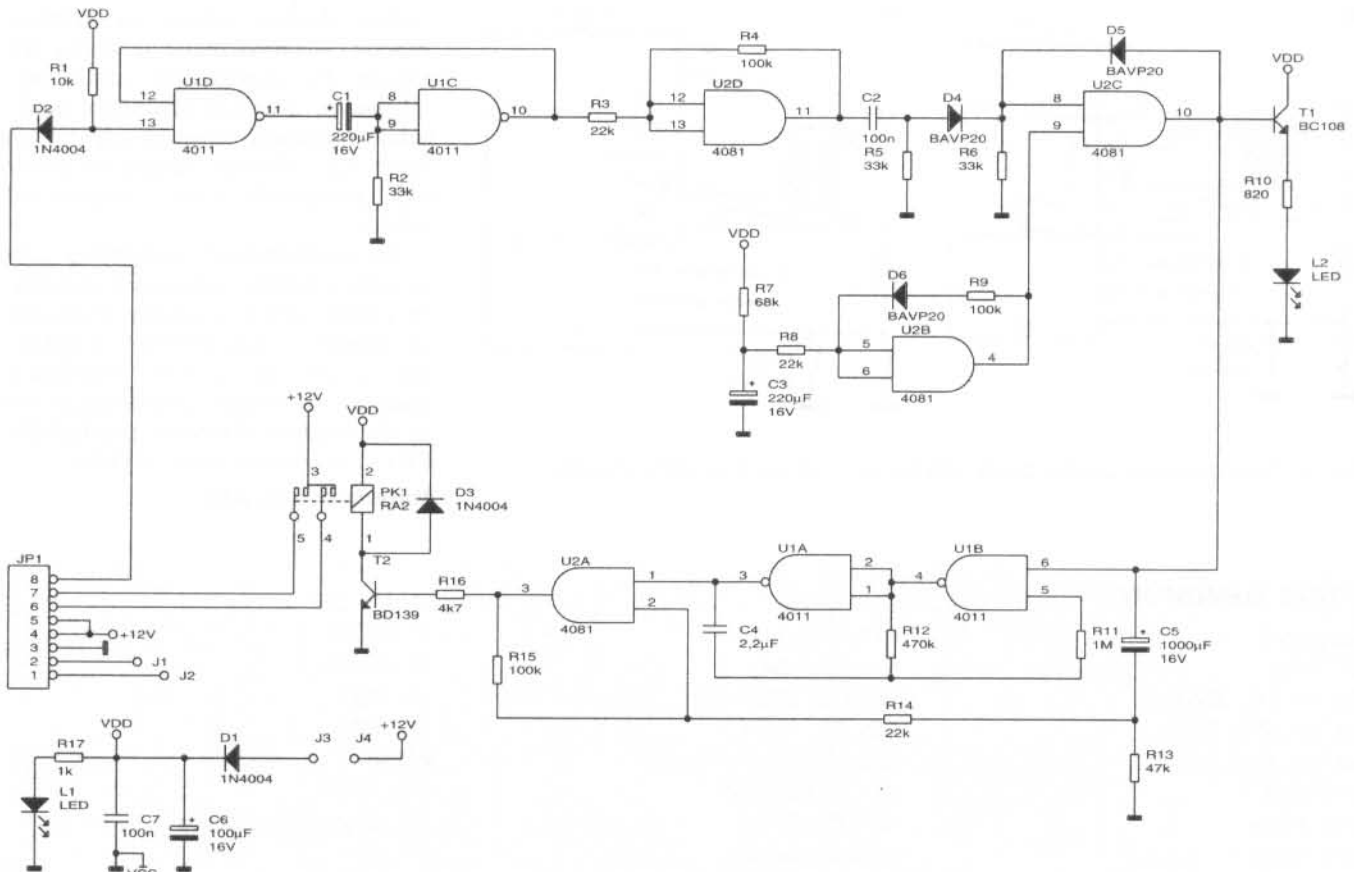 VDD
R1
10k
D2
1N4004
12
13
U1D
11
4011
C1
+
220µF
16V
R2
33k
8
9
U1C
10
4011
R3
22k
R4
100k
12
13
U2D
11
4081
C2
100n
R5
33k
D4
BAVP20
R6
33k
D5
BAVP20
8
9
U2C
10
4081
VDD
T1
BC108
R10
820
L2
LED
VDD
R7
68k
R8
22k
+
C3
220µF
16V
D6
BAVP20
R9
100k
U2B
5
6
4
4081
+12V
VDD
3
2
PK1
RA2
D3
1N4004
5
4
1
T2
BD139
R16
4k7
JP1
8
7
6
5
4
3
2
1
+12V
J1
J2
U2A
3
1
2
4081
R15
100k
C4
2,2µF
U1A
3
2
1
4011
R12
470k
U1B
4
6
5
4011
R11
1M
+
C5
1000µF
16V
R14
22k
R13
47k
VDD
R17
1k
L1
LED
D1
1N4004
J3
J4
+12V
C7
100n
+
C6
100µF
16V